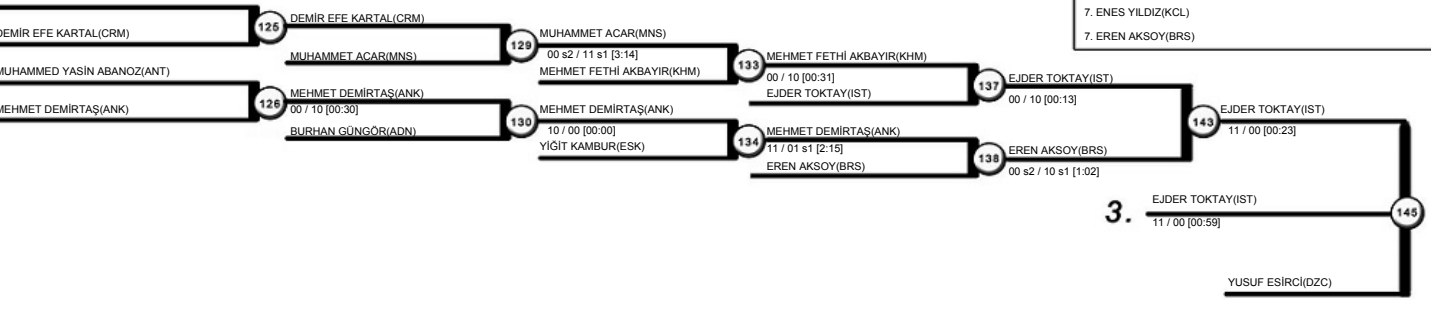 7. ENES YILDIZ(KCL)
7. EREN AKSOY(BRS)
DEMİR EFE KARTAL(CRM)
125
DEMİR EFE KARTAL(CRM)
MUHAMMET ACAR(MNS)
129
MUHAMMET ACAR(MNS)
00 s2 / 11 s1 [3:14]
MEHMET FETHİ AKBAYIR(KHM)
133
MEHMET FETHİ AKBAYIR(KHM)
00 / 10 [00:31]
EJDER TOKTAY(IST)
137
EJDER TOKTAY(IST)
00 / 10 [00:13]
143
EJDER TOKTAY(IST)
11 / 00 [00:23]
MUHAMMED YASİN ABANOZ(ANT)
MEHMET DEMİRTAŞ(ANK)
126
MEHMET DEMİRTAŞ(ANK)
00 / 10 [00:30]
BURHAN GÜNGÖR(ADN)
130
MEHMET DEMİRTAŞ(ANK)
10 / 00 [00:00]
YİĞİT KAMBUR(ESK)
134
MEHMET DEMİRTAŞ(ANK)
11 / 01 s1 [2:15]
EREN AKSOY(BRS)
138
EREN AKSOY(BRS)
00 s2 / 10 s1 [1:02]
3.
EJDER TOKTAY(IST)
11 / 00 [00:59]
145
YUSUF ESİRCİ(DZC)